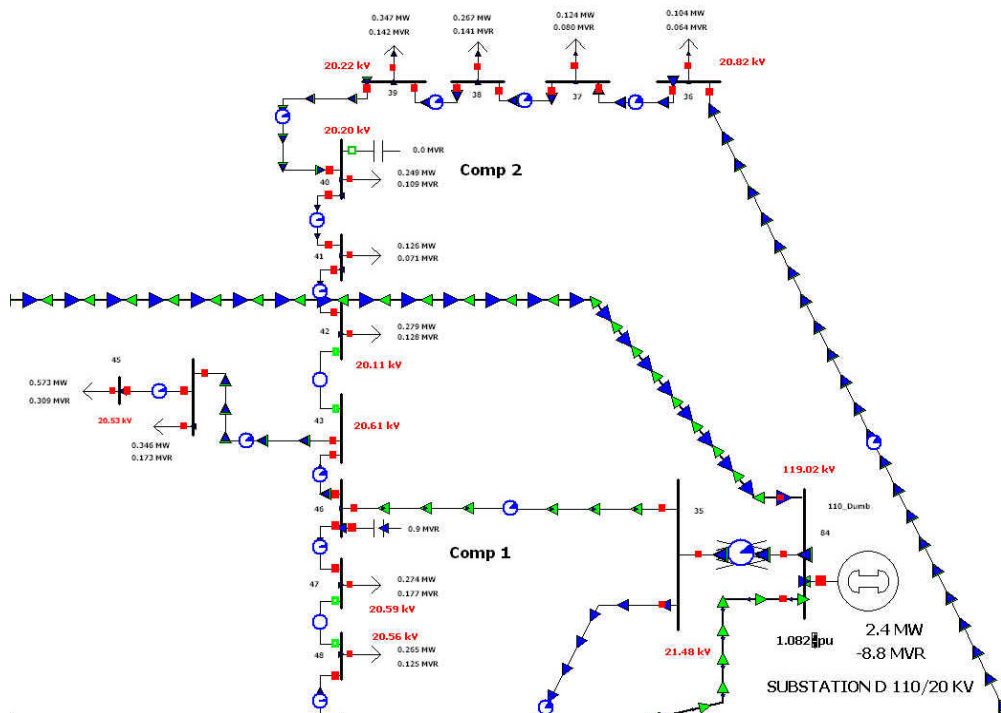 0.347 MW
0.142 MVR
0.267 MW
0.141 MVR
0.124 MW
0.080 MVR
0.104 MW
0.064 MVR
20.22 kV
20.82 kV
39
38
37
36
20.20 kV
0.0 MVR
Comp 2
40
0.249 MW
0.109 MVR
41
0.126 MW
0.071 MVR
42
0.279 MW
0.128 MVR
20.11 kV
45
0.573 MW
0.309 MVR
20.53 kV
0.346 MW
0.173 MVR
43
20.61 kV
119.02 kV
46
35
110_Dumb
84
0.9 MVR
Comp 1
47
0.274 MW
0.177 MVR
20.59 kV
20.56 kV
48
0.265 MW
0.125 MVR
21.48 kV
1.082 pu
2.4 MW
-8.8 MVR
SUBSTATION D 110/20 KV